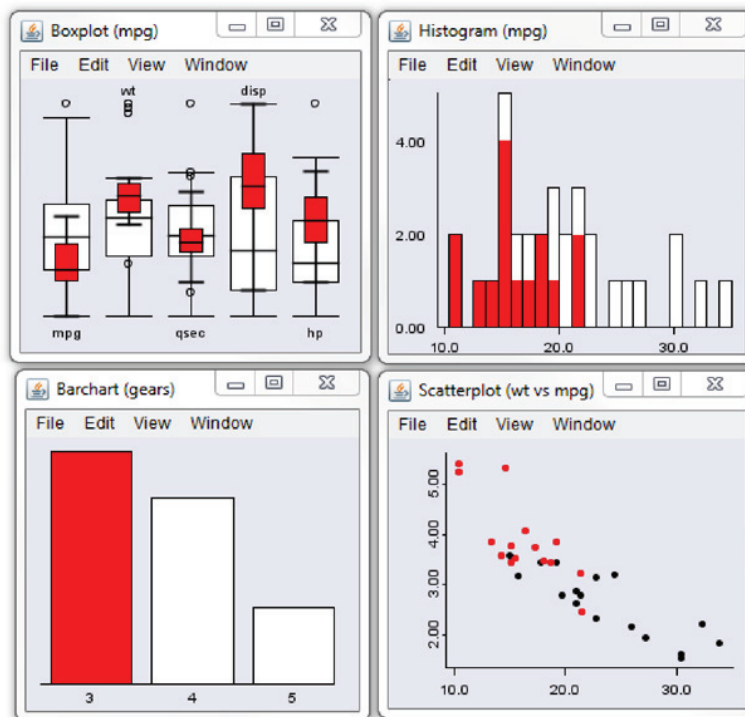 Boxplot (mpg)
File Edit View Window
wt disp
mpg qsec hp
Histogram (mpg)
File Edit View Window
4.00
2.00
0.00
10.0 20.0 30.0
Barchart (gears)
File Edit View Window
3 4 5
Scatterplot (wt vs mpg)
File Edit View Window
5.00
4.00
3.00
2.00
10.0 20.0 30.0